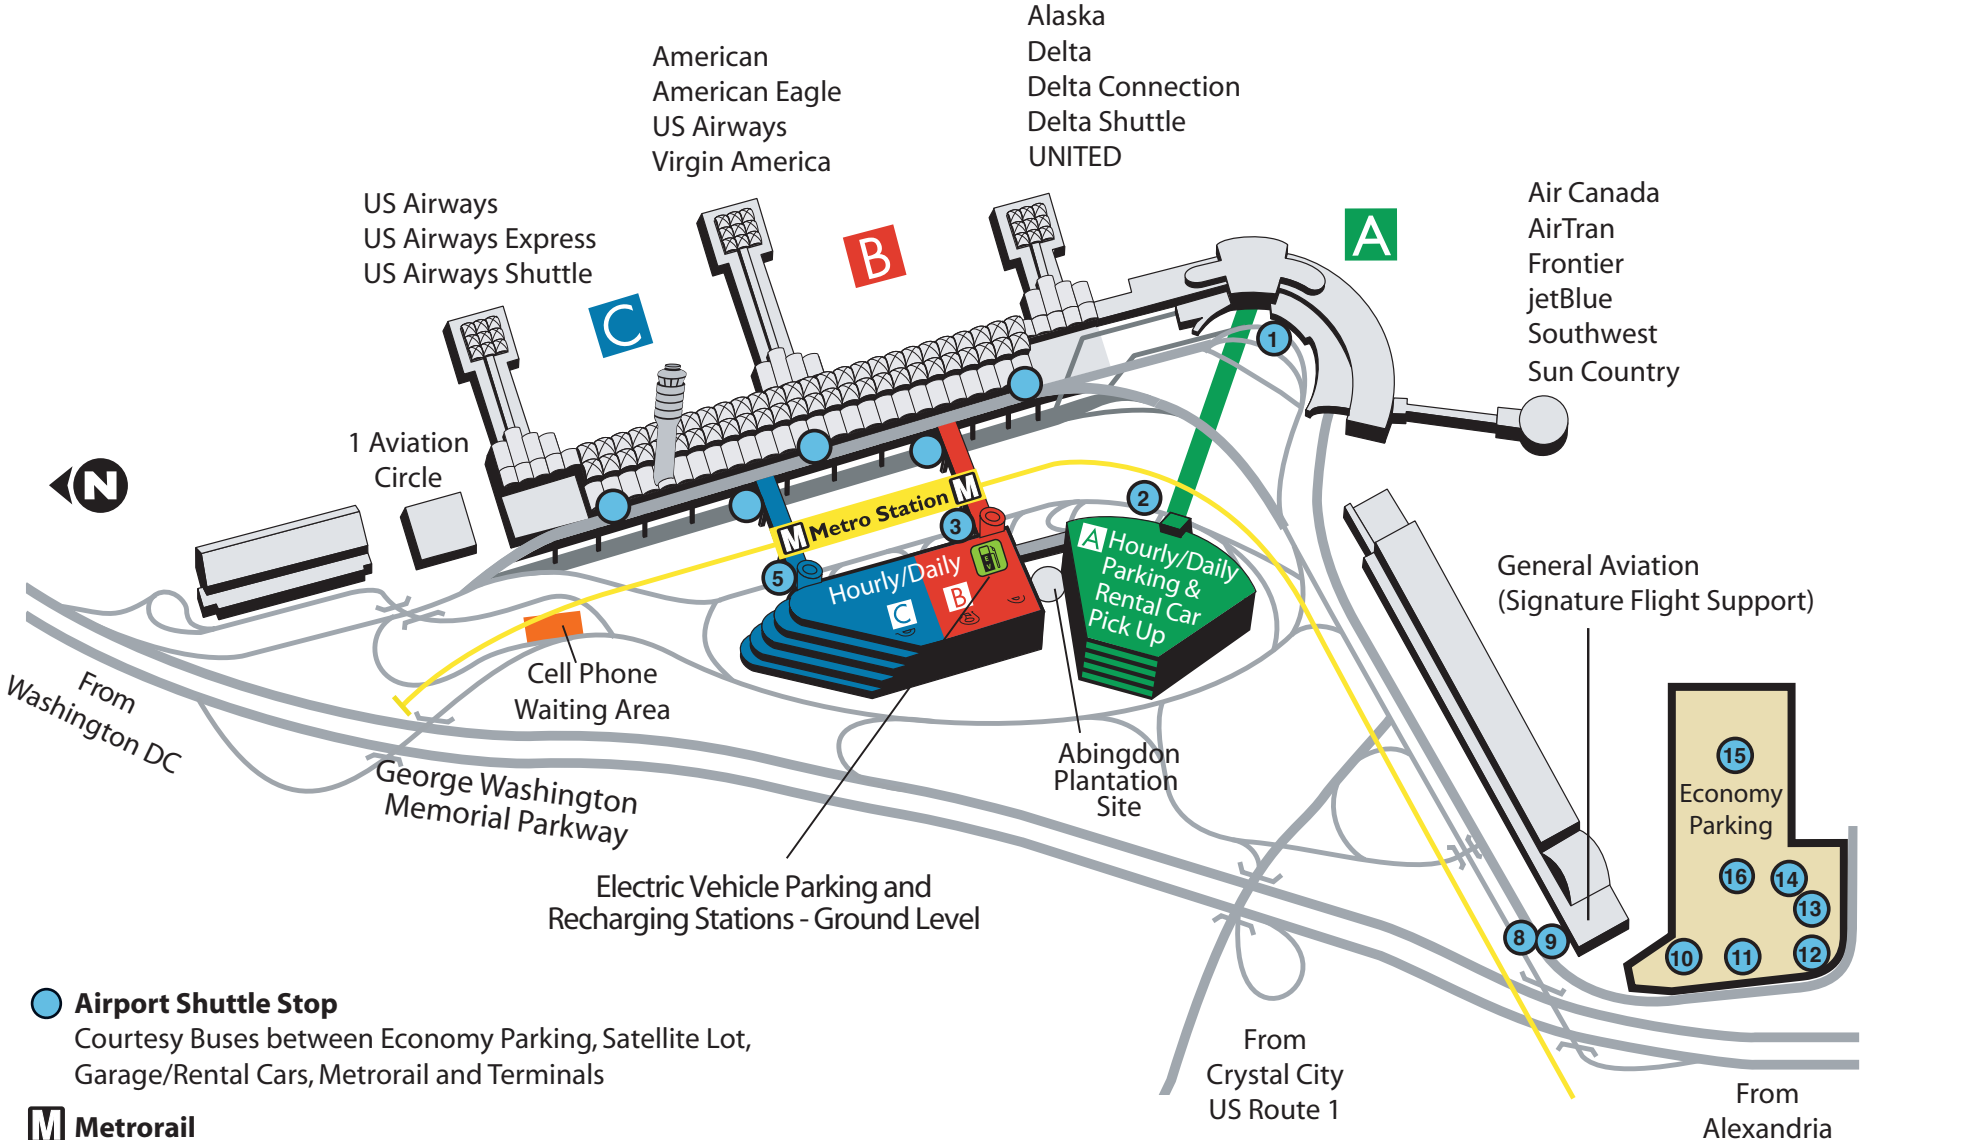 Alaska
Delta
Delta Connection
Delta Shuttle
UNITED
American
American Eagle
US Airways
Virgin America
US Airways
US Airways Express
US Airways Shuttle
Air Canada
AirTran
Frontier
jetBlue
Southwest
Sun Country
C
B
A
1
1 Aviation
Circle
N
M Metro Station M
2
3
5
Hourly/Daily
C
B
A Hourly/Daily
Parking &
Rental Car
Pick Up
General Aviation
(Signature Flight Support)
Cell Phone
Waiting Area
From
Washington DC
George Washington
Memorial Parkway
Abingdon
Plantation
Site
Electric Vehicle Parking and
Recharging Stations - Ground Level
15
Economy
Parking
16
14
13
8
9
10
11
12
Airport Shuttle Stop
Courtesy Buses between Economy Parking, Satellite Lot,
Garage/Rental Cars, Metrorail and Terminals
M Metrorail
From
Crystal City
US Route 1
From
Alexandria